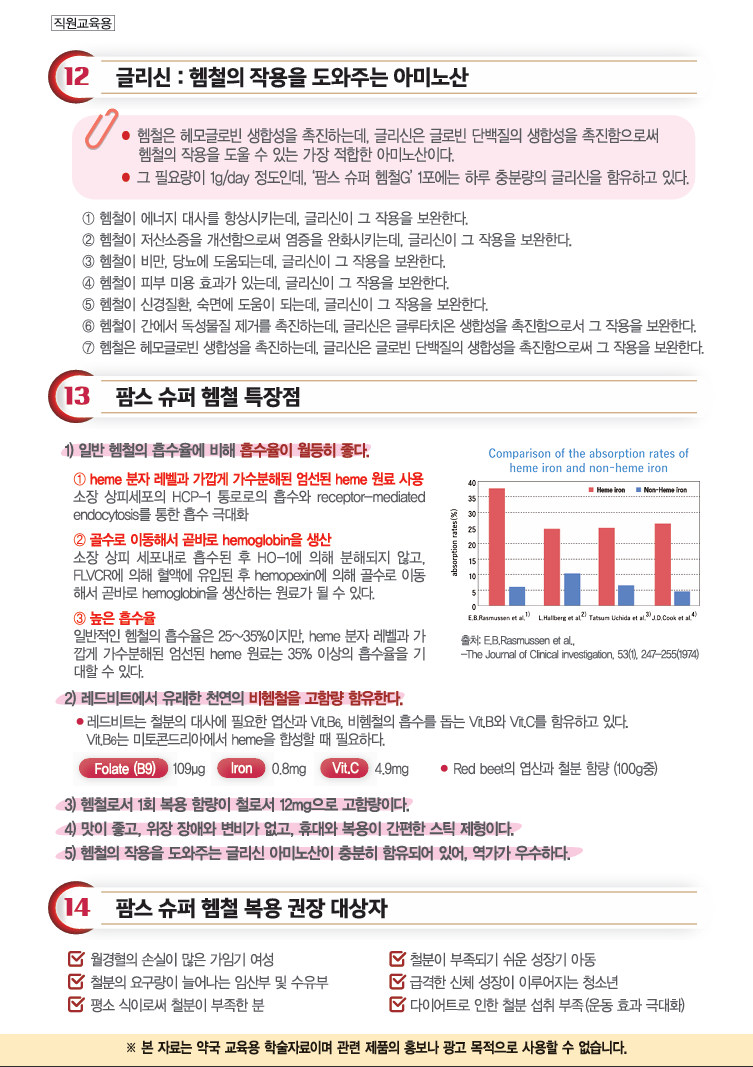 직원교육용
12 글리신 : 헴철의 작용을 도와주는 아미노산
● 헴철은 헤모글로빈 생합성을 촉진하는데, 글리신은 글로빈 단백질의 생합성을 촉진함으로써
헴철의 작용을 도울 수 있는 가장 적합한 아미노산이다.
● 그 필요량이 1g/day 정도인데, ‘팜스 슈퍼 헴철G’ 1포에는 하루 충분량의 글리신을 함유하고 있다.
① 헴철이 에너지 대사를 항상시키는데, 글리신이 그 작용을 보완한다.
② 헴철이 저산소증을 개선함으로써 염증을 완화시키는데, 글리신이 그 작용을 보완한다.
③ 헴철이 비만, 당뇨에 도움되는데, 글리신이 그 작용을 보완한다.
④ 헴철이 피부 미용 효과가 있는데, 글리신이 그 작용을 보완한다.
⑤ 헴철이 신경질환, 숙면에 도움이 되는데, 글리신이 그 작용을 보완한다.
⑥ 헴철이 간에서 독성물질 제거를 촉진하는데, 글리신은 글루타치온 생합성을 촉진함으로서 그 작용을 보완한다.
⑦ 헴철은 헤모글로빈 생합성을 촉진하는데, 글리신은 글로빈 단백질의 생합성을 촉진함으로써 그 작용을 보완한다.
13 팜스 슈퍼 헴철 특장점
1) 일반 헴철의 흡수율에 비해 흡수율이 월등히 좋다.
① heme 분자 레벨과 가깝게 가수분해된 엄선된 heme 원료 사용
소장 상피세포의 HCP-1 통로로의 흡수와 receptor-mediated
endocytosis를 통한 흡수 극대화
② 골수로 이동해서 곧바로 hemoglobin을 생산
소장 상피 세포내로 흡수된 후 HO-1에 의해 분해되지 않고,
FLVCR에 의해 혈액에 유입된 후 hemopexin에 의해 골수로 이동
해서 곧바로 hemoglobin을 생산하는 원료가 될 수 있다.
③ 높은 흡수율
일반적인 헴철의 흡수율은 25~35%이지만, heme 분자 레벨과 가
깝게 가수분해된 엄선된 heme 원료는 35% 이상의 흡수율을 기
대할 수 있다.
Comparison of the absorption rates of
heme iron and non-heme iron
absorption rates(%)
40
35
30
25
20
15
10
5
0
Heme iron Non-Heme iron
E.B.Rasmussen et al.1) L.Hallberg et al.2) Tatsum Uchida et al.3) J.D.Cook et al.4)
출처: E.B.Rasmussen et al.,
-The Journal of Clinical investigation, 53(1), 247-255(1974)
2) 레드비트에서 유래한 천연의 비헴철을 고함량 함유한다.
● 레드비트는 철분의 대사에 필요한 엽산과 Vit.B6, 비헴철의 흡수를 돕는 Vit.B와 Vit.C를 함유하고 있다.
Vit.B6는 미토콘드리아에서 heme을 합성할 때 필요하다.
Folate (B9) 109μg Iron 0.8mg Vit.C 4.9mg ● Red beet의 엽산과 철분 함량 (100g중)
3) 헴철로서 1회 복용 함량이 철로서 12mg으로 고함량이다.
4) 맛이 좋고, 위장 장애와 변비가 없고, 휴대와 복용이 간편한 스틱 제형이다.
5) 헴철의 작용을 도와주는 글리신 아미노산이 충분히 함유되어 있어, 역가가 우수하다.
14 팜스 슈퍼 헴철 복용 권장 대상자
월경혈의 손실이 많은 가임기 여성
철분의 요구량이 늘어나는 임산부 및 수유부
평소 식이로써 철분이 부족한 분
철분이 부족되기 쉬운 성장기 아동
급격한 신체 성장이 이루어지는 청소년
다이어트로 인한 철분 섭취 부족(운동 효과 극대화)
※ 본 자료는 약국 교육용 학술자료이며 관련 제품의 홍보나 광고 목적으로 사용할 수 없습니다.